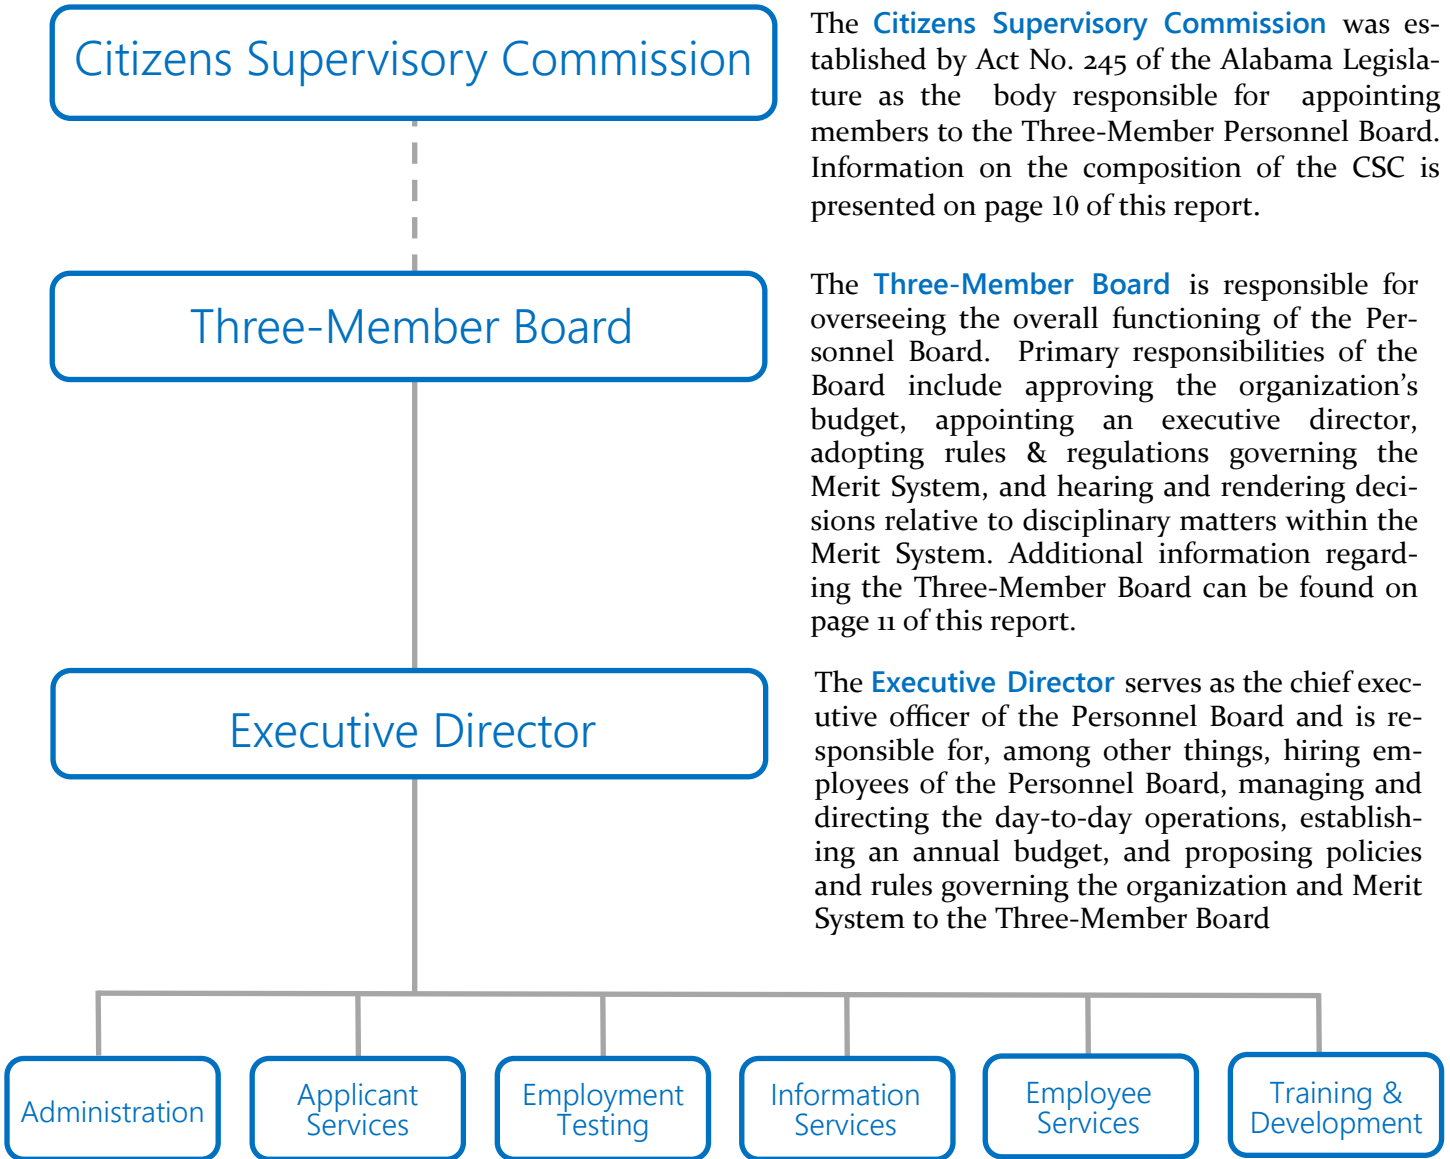 Citizens Supervisory Commission
The Citizens Supervisory Commission was es-
tablished by Act No. 245 of the Alabama Legisla-
ture as the body responsible for appointing
members to the Three-Member Personnel Board.
Information on the composition of the CSC is
presented on page 10 of this report.
Three-Member Board
The Three-Member Board is responsible for
overseeing the overall functioning of the Per-
sonnel Board. Primary responsibilities of the
Board include approving the organization's
budget, appointing an executive director,
adopting rules & regulations governing the
Merit System, and hearing and rendering deci-
sions relative to disciplinary matters within the
Merit System. Additional information regard-
ing the Three-Member Board can be found on
page 11 of this report.
Executive Director
The Executive Director serves as the chief exec-
utive officer of the Personnel Board and is re-
sponsible for, among other things, hiring em-
ployees of the Personnel Board, managing and
directing the day-to-day operations, establish-
ing an annual budget, and proposing policies
and rules governing the organization and Merit
System to the Three-Member Board
Administration
Applicant
Services
Employment
Testing
Information
Services
Employee
Services
Training &
Development